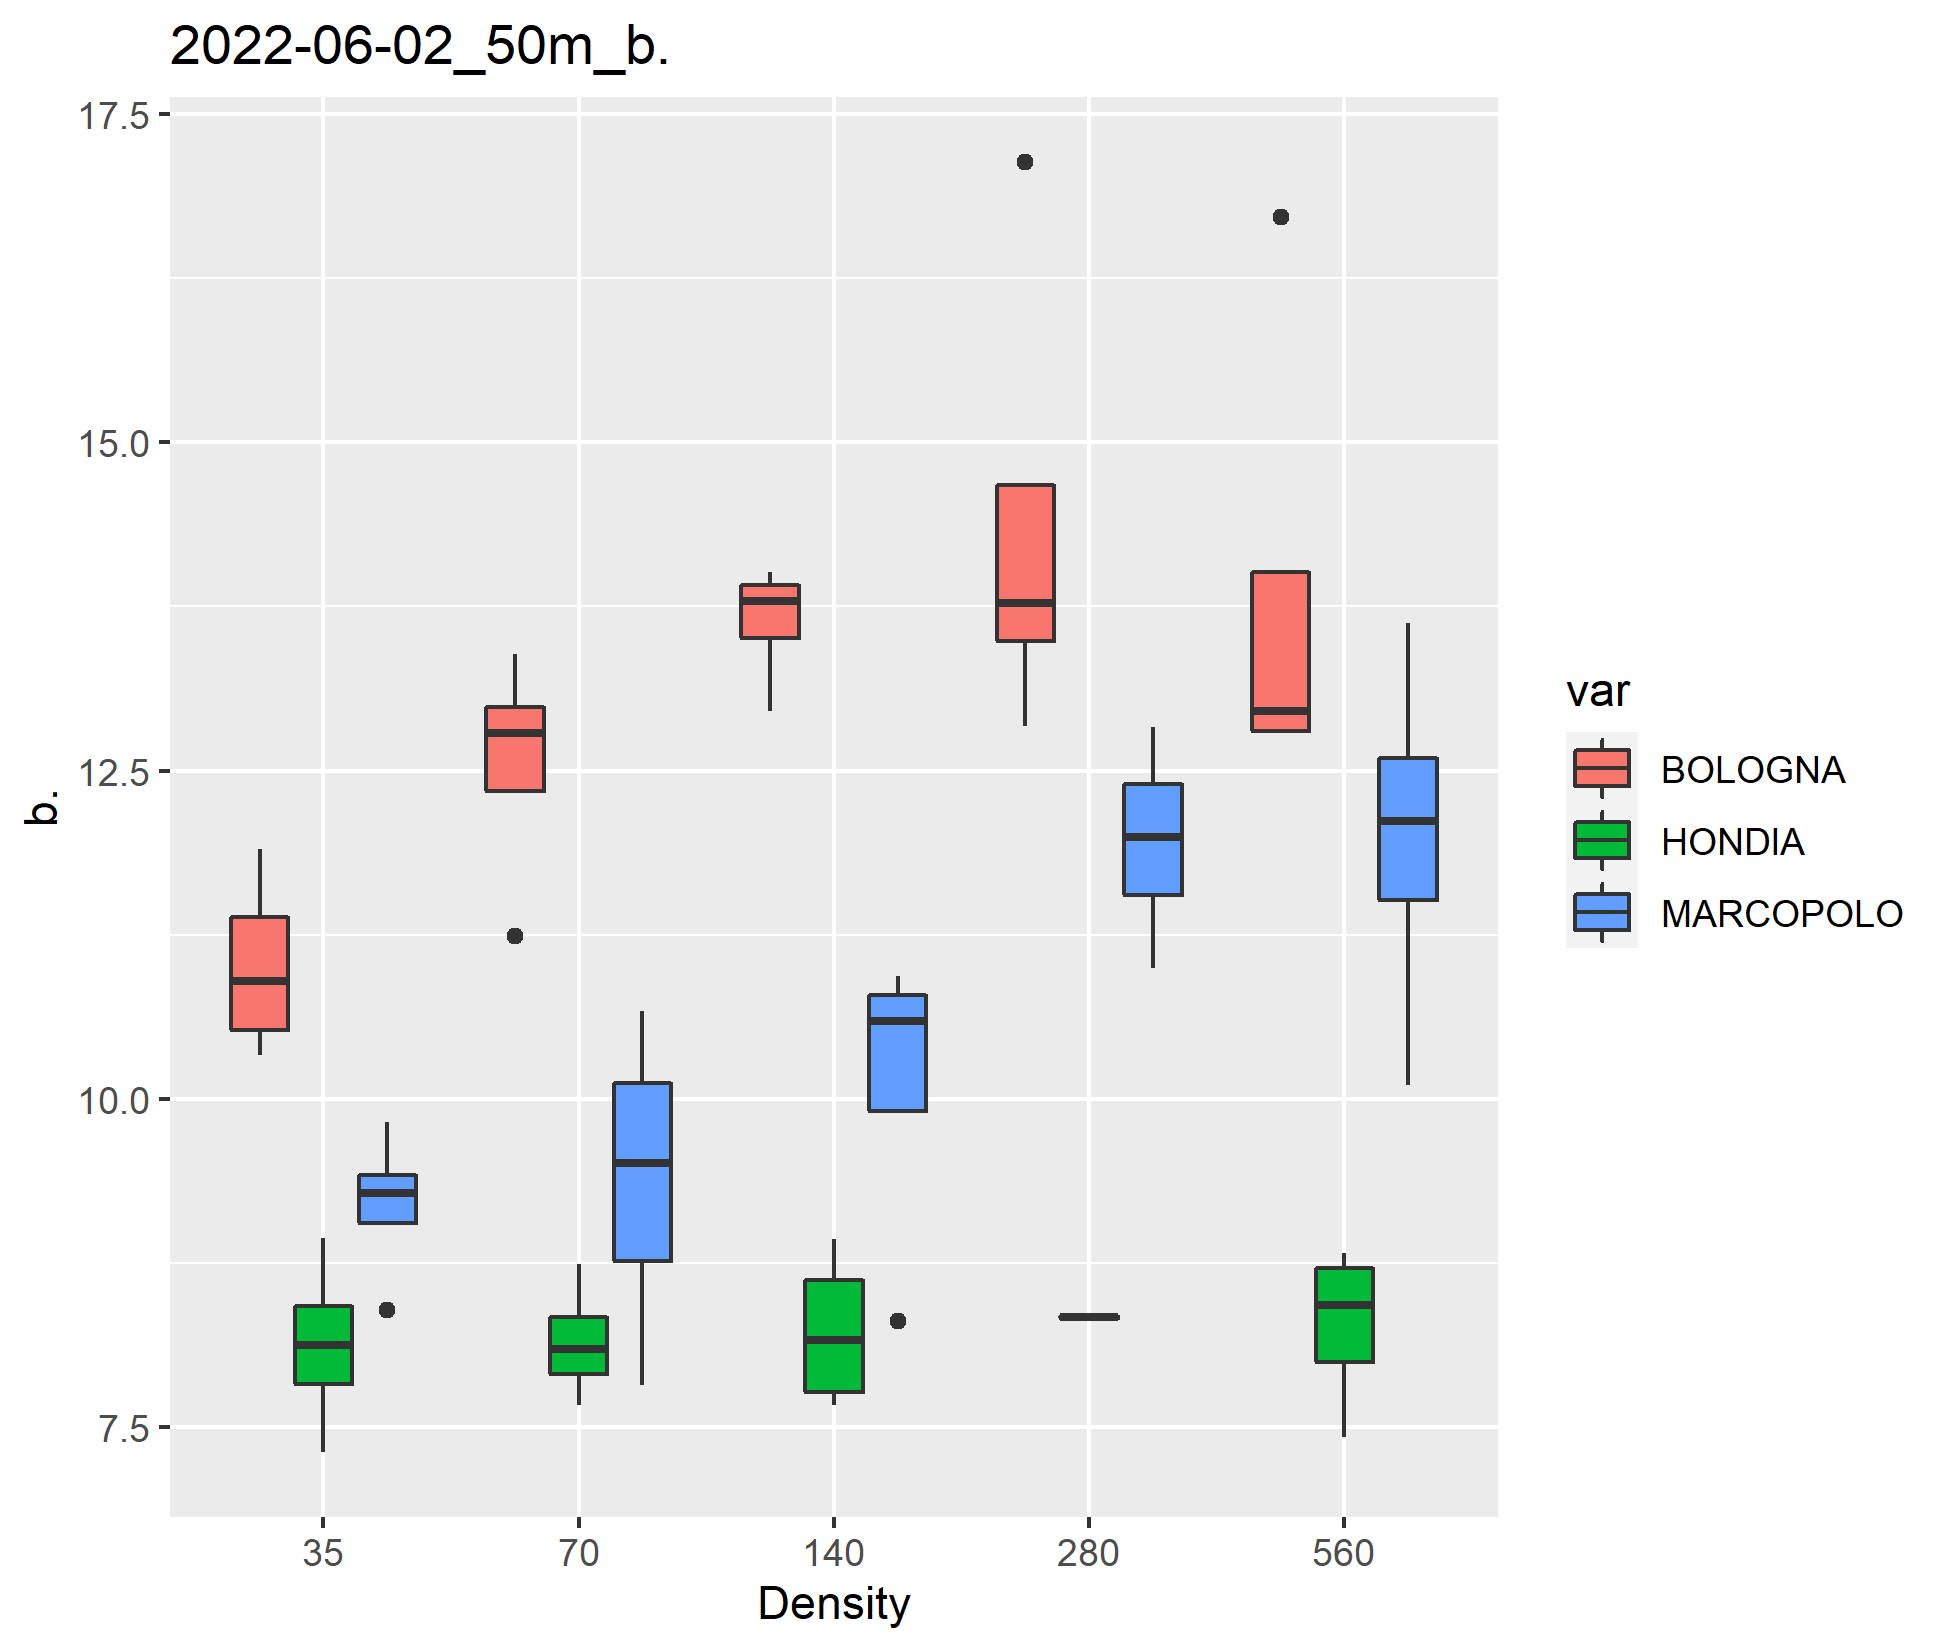 2022-06-02_50m_b.
17.5
15.0
12.5
10.0
7.5
b.
35 70 140 280 560
Density
var
BOLOGNA
HONDIA
MARCOPOLO